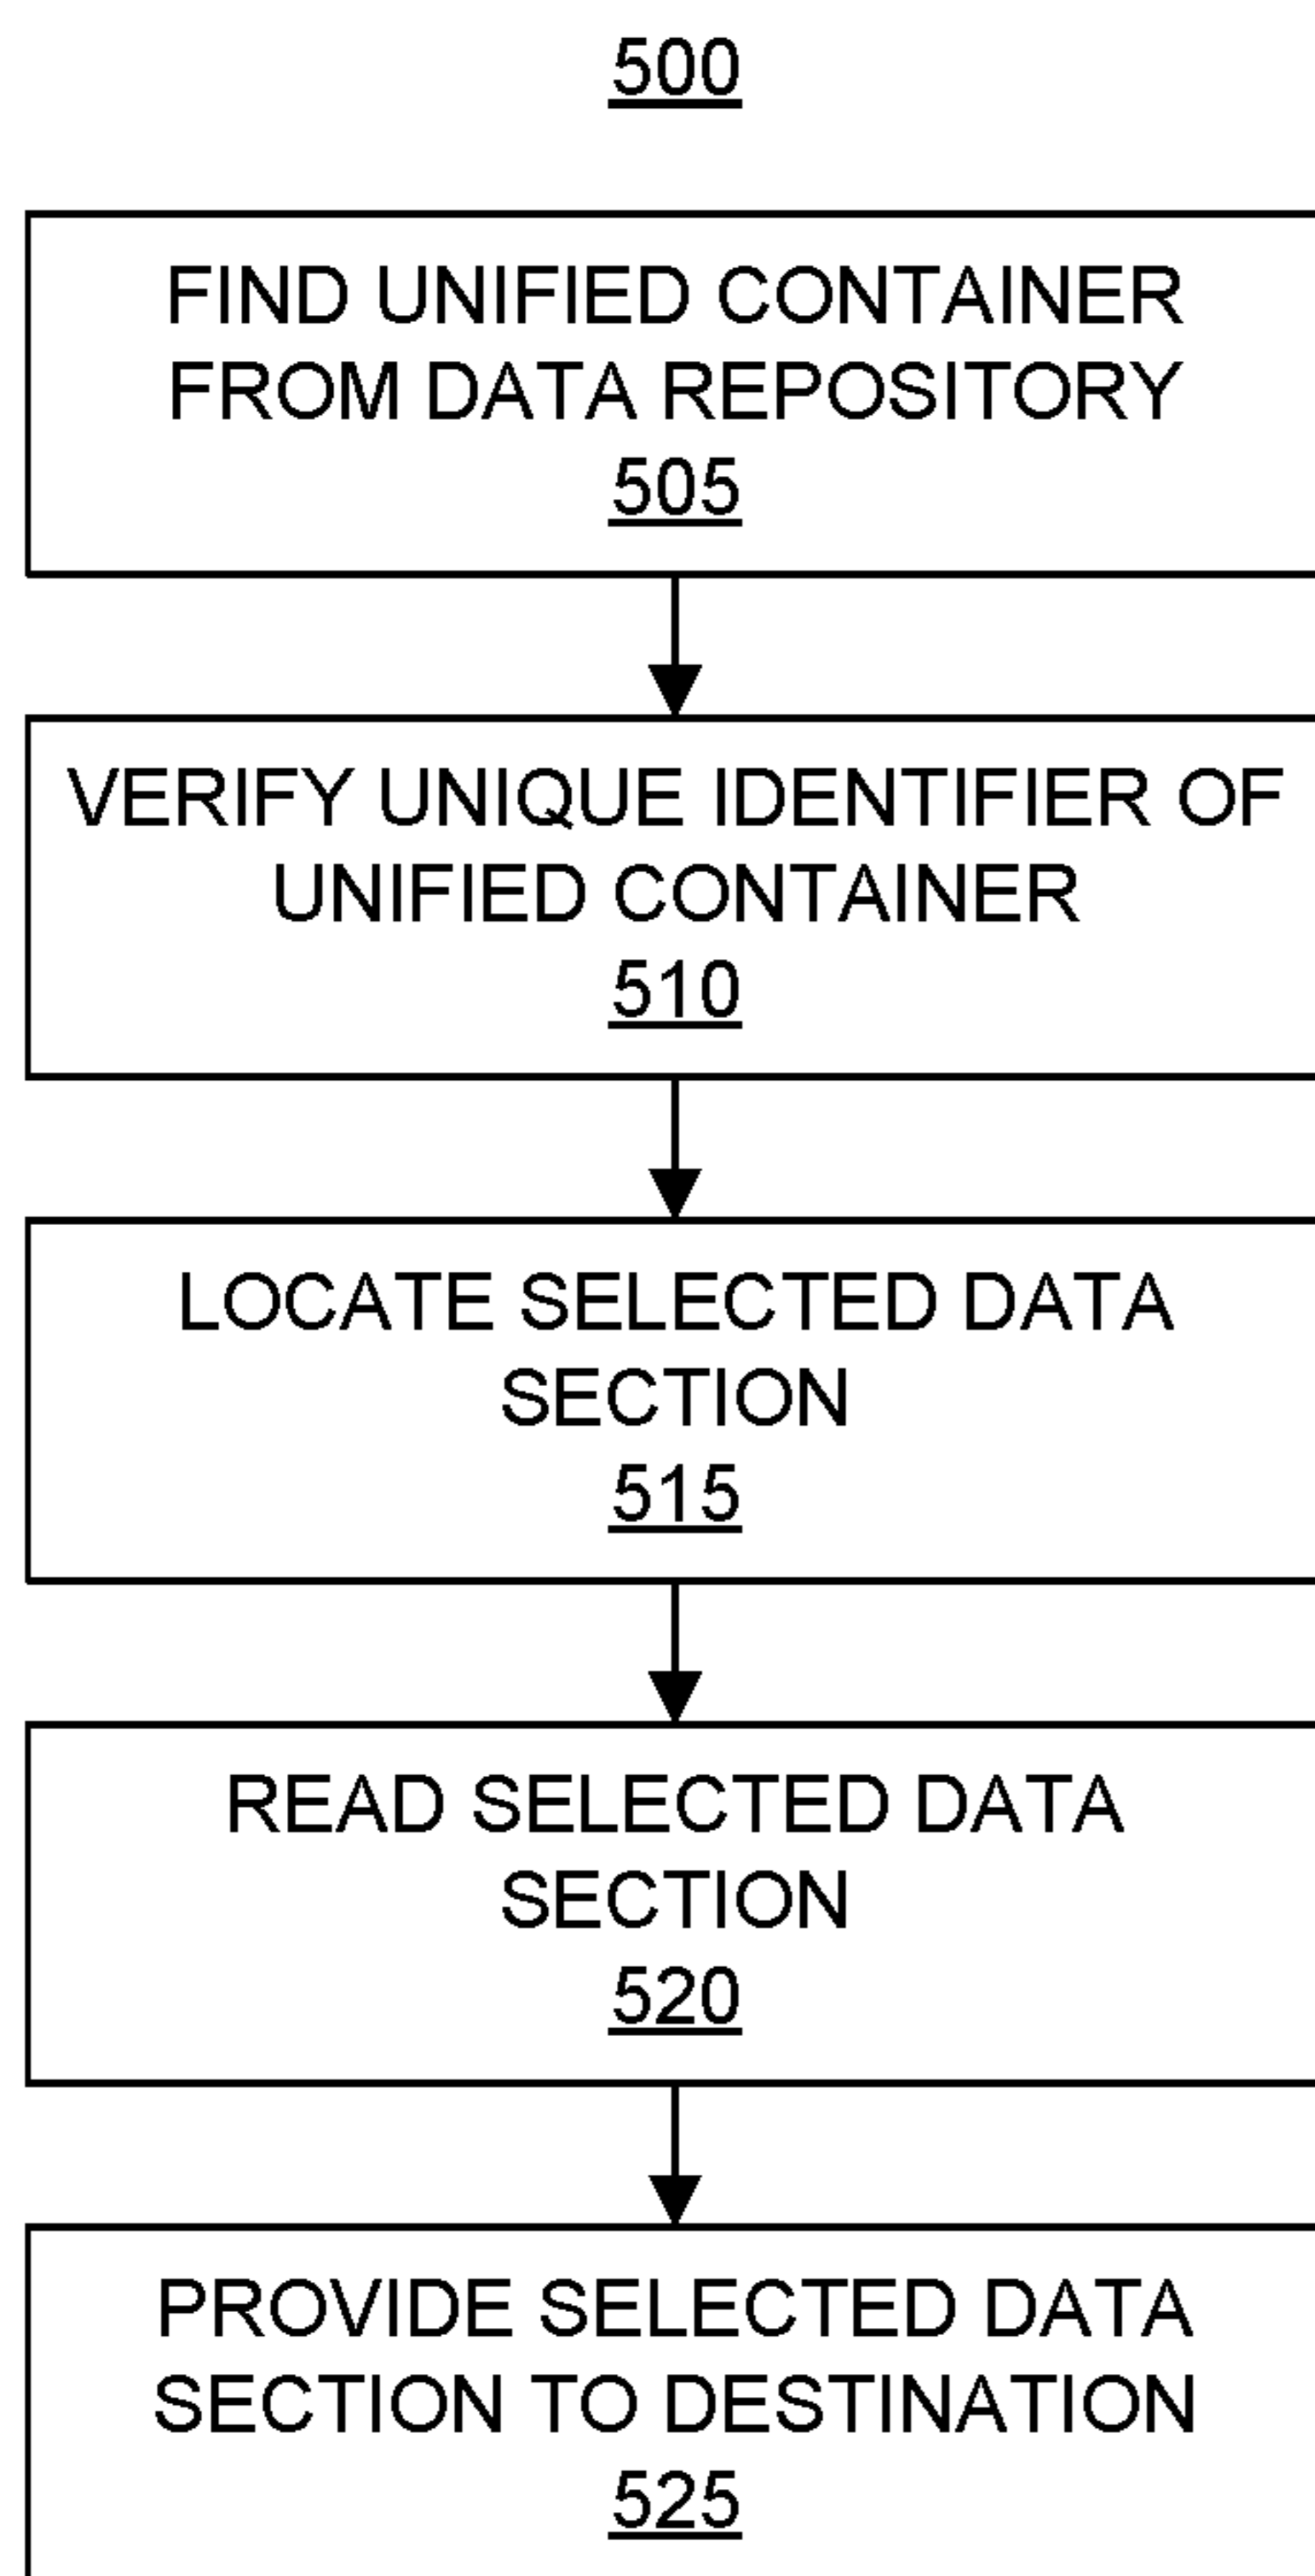 500
FIND UNIFIED CONTAINER
FROM DATA REPOSITORY
505
VERIFY UNIQUE IDENTIFIER OF
UNIFIED CONTAINER
510
LOCATE SELECTED DATA
SECTION
515
READ SELECTED DATA
SECTION
520
PROVIDE SELECTED DATA
SECTION TO DESTINATION
525